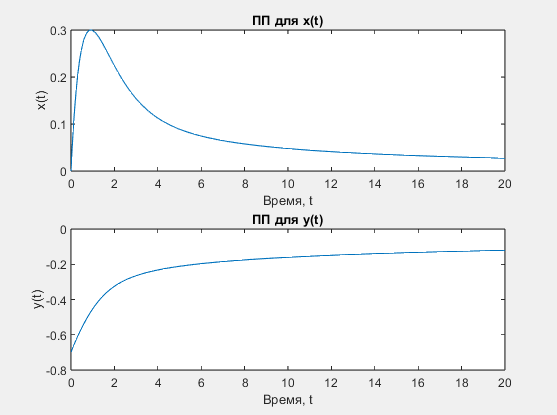 ПП для x(t)
0.3
0.2
0.1
0
x(t)
0 2 4 6 8 10 12 14 16 18 20
Время, t
ПП для y(t)
0
-0.2
-0.4
-0.6
-0.8
y(t)
0 2 4 6 8 10 12 14 16 18 20
Время, t